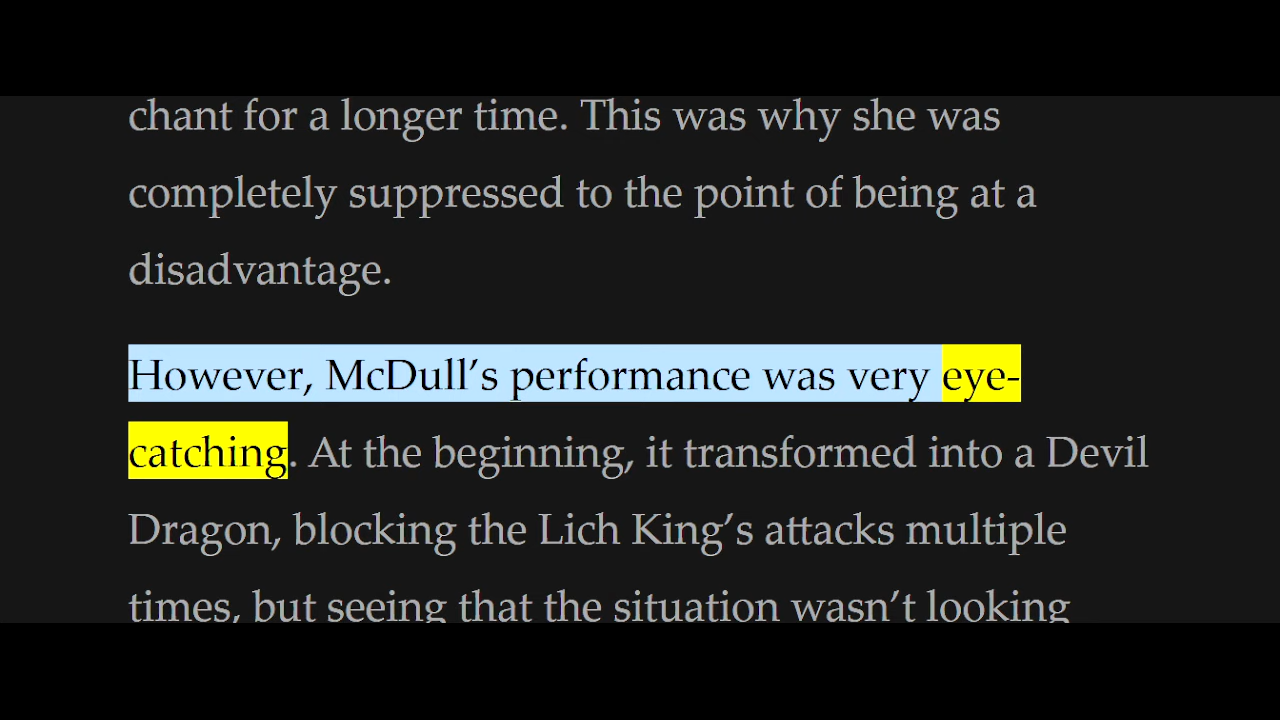 chant for a longer time. This was why she was
completely suppressed to the point of being at a
disadvantage.
However, McDull’s performance was very eye-
catching. At the beginning, it transformed into a Devil
Dragon, blocking the Lich King’s attacks multiple
times, but seeing that the situation wasn’t looking